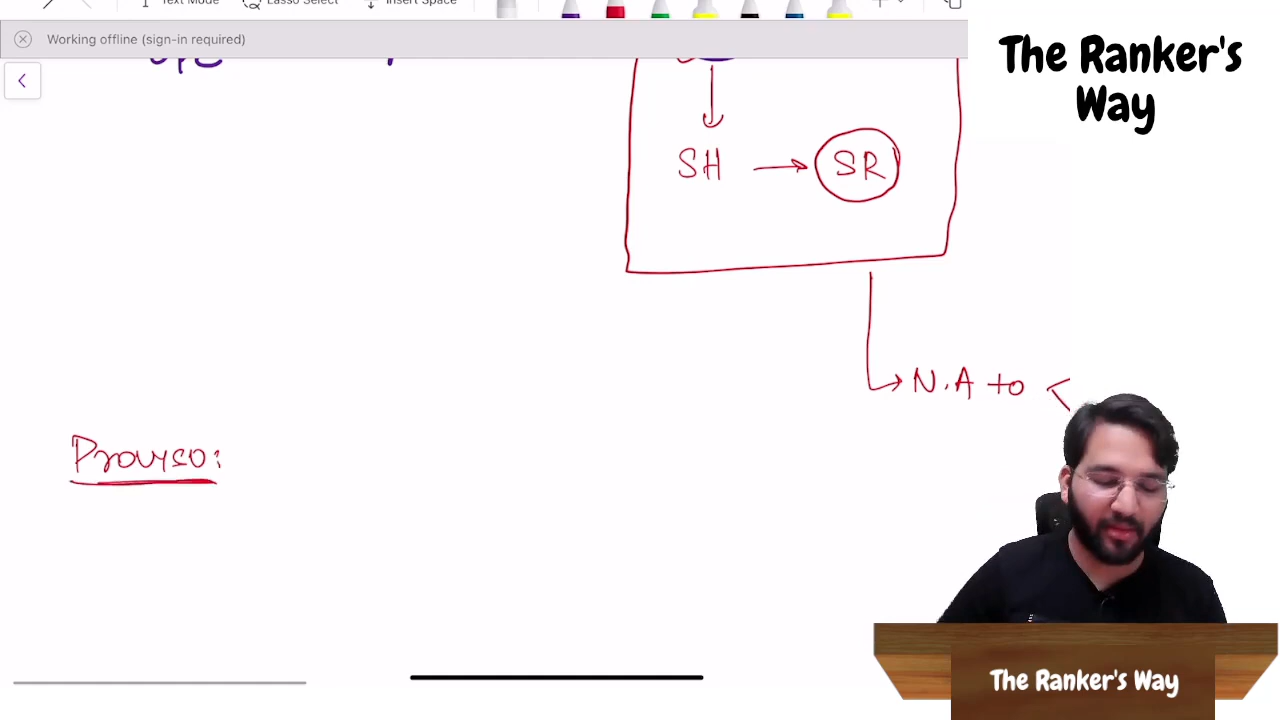 Text Mode
Lasso Select
Insert Space
Working offline (sign-in required)
The Ranker's
Way
SH → SR
→ N.A to
Proviso:
The Ranker's Way